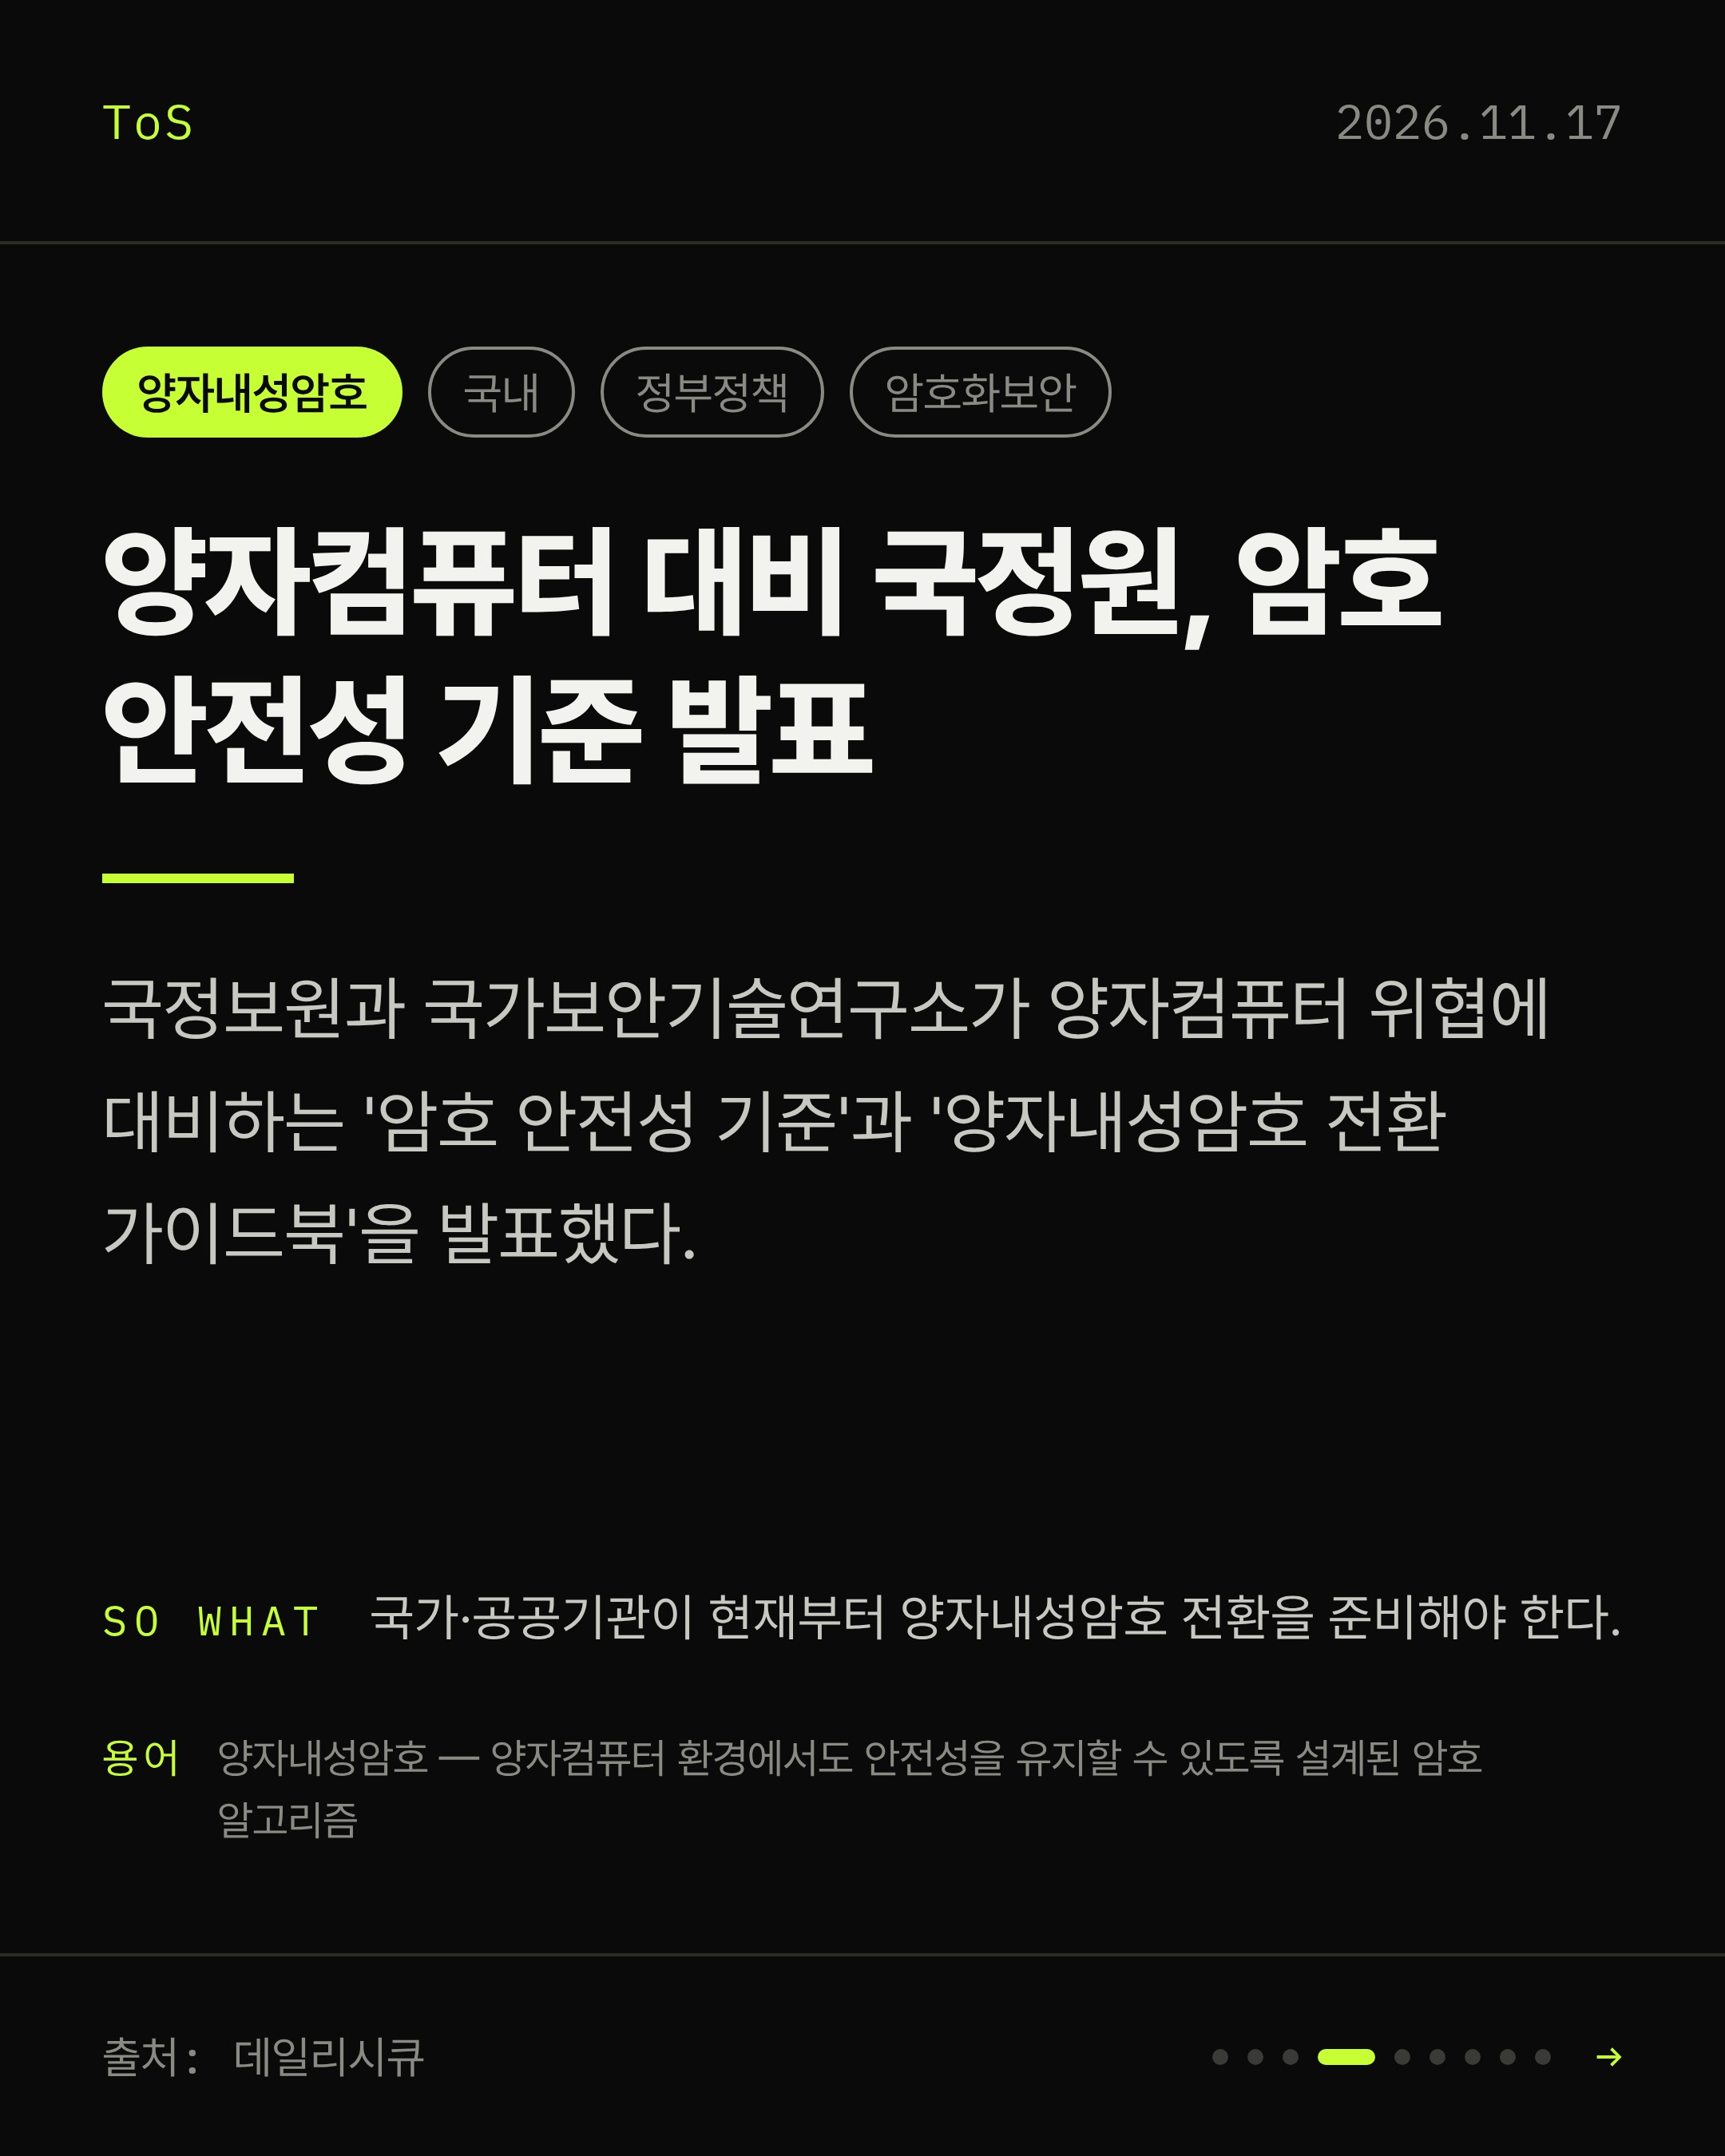 ToS
2026.11.17
양자내성암호 국내 정부정책 암호화보안
양자컴퓨터 대비 국정원, 암호
안전성 기준 발표
국정보원과 국가보안기술연구소가 양자컴퓨터 위협에
대비하는 '암호 안전성 기준'과 '양자내성암호 전환
가이드북'을 발표했다.
SO WHAT 국가·공공기관이 현재부터 양자내성암호 전환을 준비해야 한다.
용어 양자내성암호 — 양자컴퓨터 환경에서도 안전성을 유지할 수 있도록 설계된 암호
알고리즘
출처: 데일리시큐 →